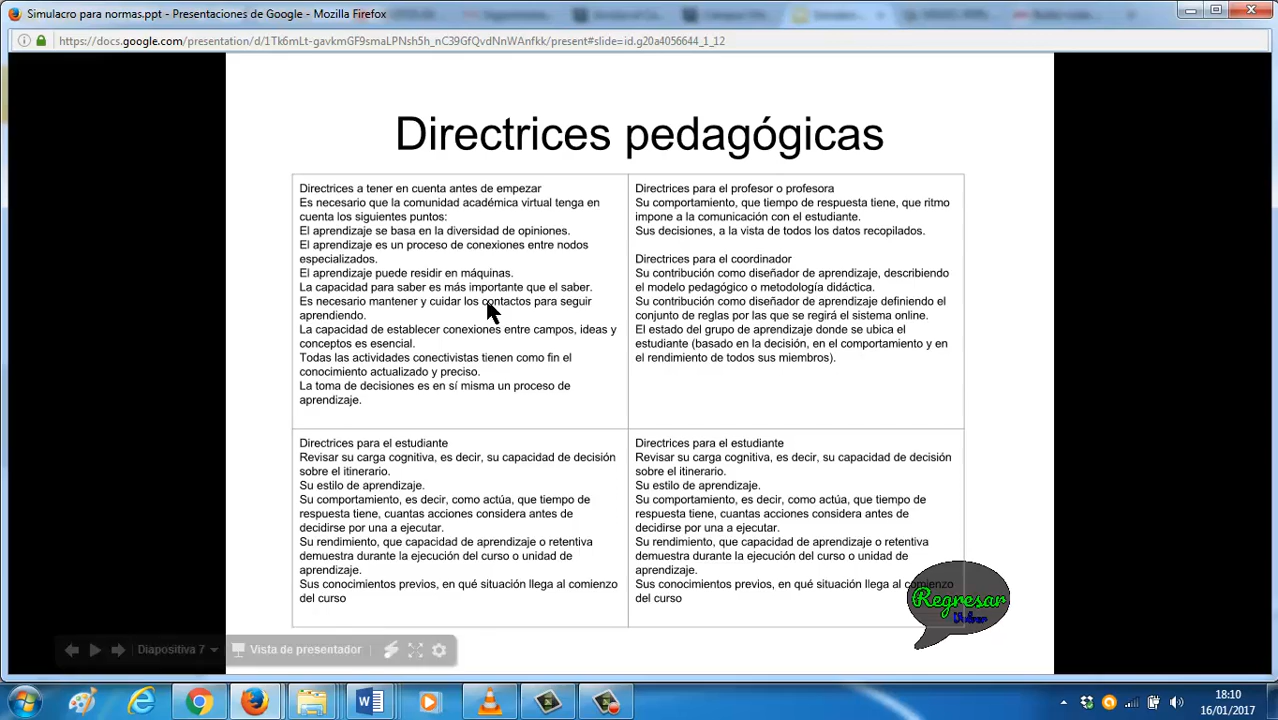 Simulacro para normas.ppt - Presentaciones de Google - Mozilla Firefox
https://docs.google.com/presentation/d/1Tk6mLt-gavkmGF9smaLPNsh5h_nC39GfQvdNnWAnfkk/present#slide=id.g20a4056644_1_12
Directrices pedagógicas
Directrices a tener en cuenta antes de empezar
Es necesario que la comunidad académica virtual tenga en
cuenta los siguientes puntos:
El aprendizaje se basa en la diversidad de opiniones.
El aprendizaje es un proceso de conexiones entre nodos
especializados.
El aprendizaje puede residir en máquinas.
La capacidad para saber es más importante que el saber.
Es necesario mantener y cuidar los contactos para seguir
aprendiendo.
La capacidad de establecer conexiones entre campos, ideas y
conceptos es esencial.
Todas las actividades conectivistas tienen como fin el
conocimiento actualizado y preciso.
La toma de decisiones es en sí misma un proceso de
aprendizaje.
Directrices para el profesor o profesora
Su comportamiento, que tiempo de respuesta tiene, que ritmo
impone a la comunicación con el estudiante.
Sus decisiones, a la vista de todos los datos recopilados.
Directrices para el coordinador
Su contribución como diseñador de aprendizaje, describiendo
el modelo pedagógico o metodología didáctica.
Su contribución como diseñador de aprendizaje definiendo el
conjunto de reglas por las que se regirá el sistema online.
El estado del grupo de aprendizaje donde se ubica el
estudiante (basado en la decisión, en el comportamiento y en
el rendimiento de todos sus miembros).
Directrices para el estudiante
Revisar su carga cognitiva, es decir, su capacidad de decisión
sobre el itinerario.
Su estilo de aprendizaje.
Su comportamiento, es decir, como actúa, que tiempo de
respuesta tiene, cuantas acciones considera antes de
decidirse por una a ejecutar.
Su rendimiento, que capacidad de aprendizaje o retentiva
demuestra durante la ejecución del curso o unidad de
aprendizaje.
Sus conocimientos previos, en qué situación llega al comienzo
del curso
Directrices para el estudiante
Revisar su carga cognitiva, es decir, su capacidad de decisión
sobre el itinerario.
Su estilo de aprendizaje.
Su comportamiento, es decir, como actúa, que tiempo de
respuesta tiene, cuantas acciones considera antes de
decidirse por una a ejecutar.
Su rendimiento, que capacidad de aprendizaje o retentiva
demuestra durante la ejecución del curso o unidad de
aprendizaje.
Sus conocimientos previos, en qué situación llega al comienzo
del curso
Regresar
Volver
Diapositiva 7
Vista de presentador
18:10
16/01/2017